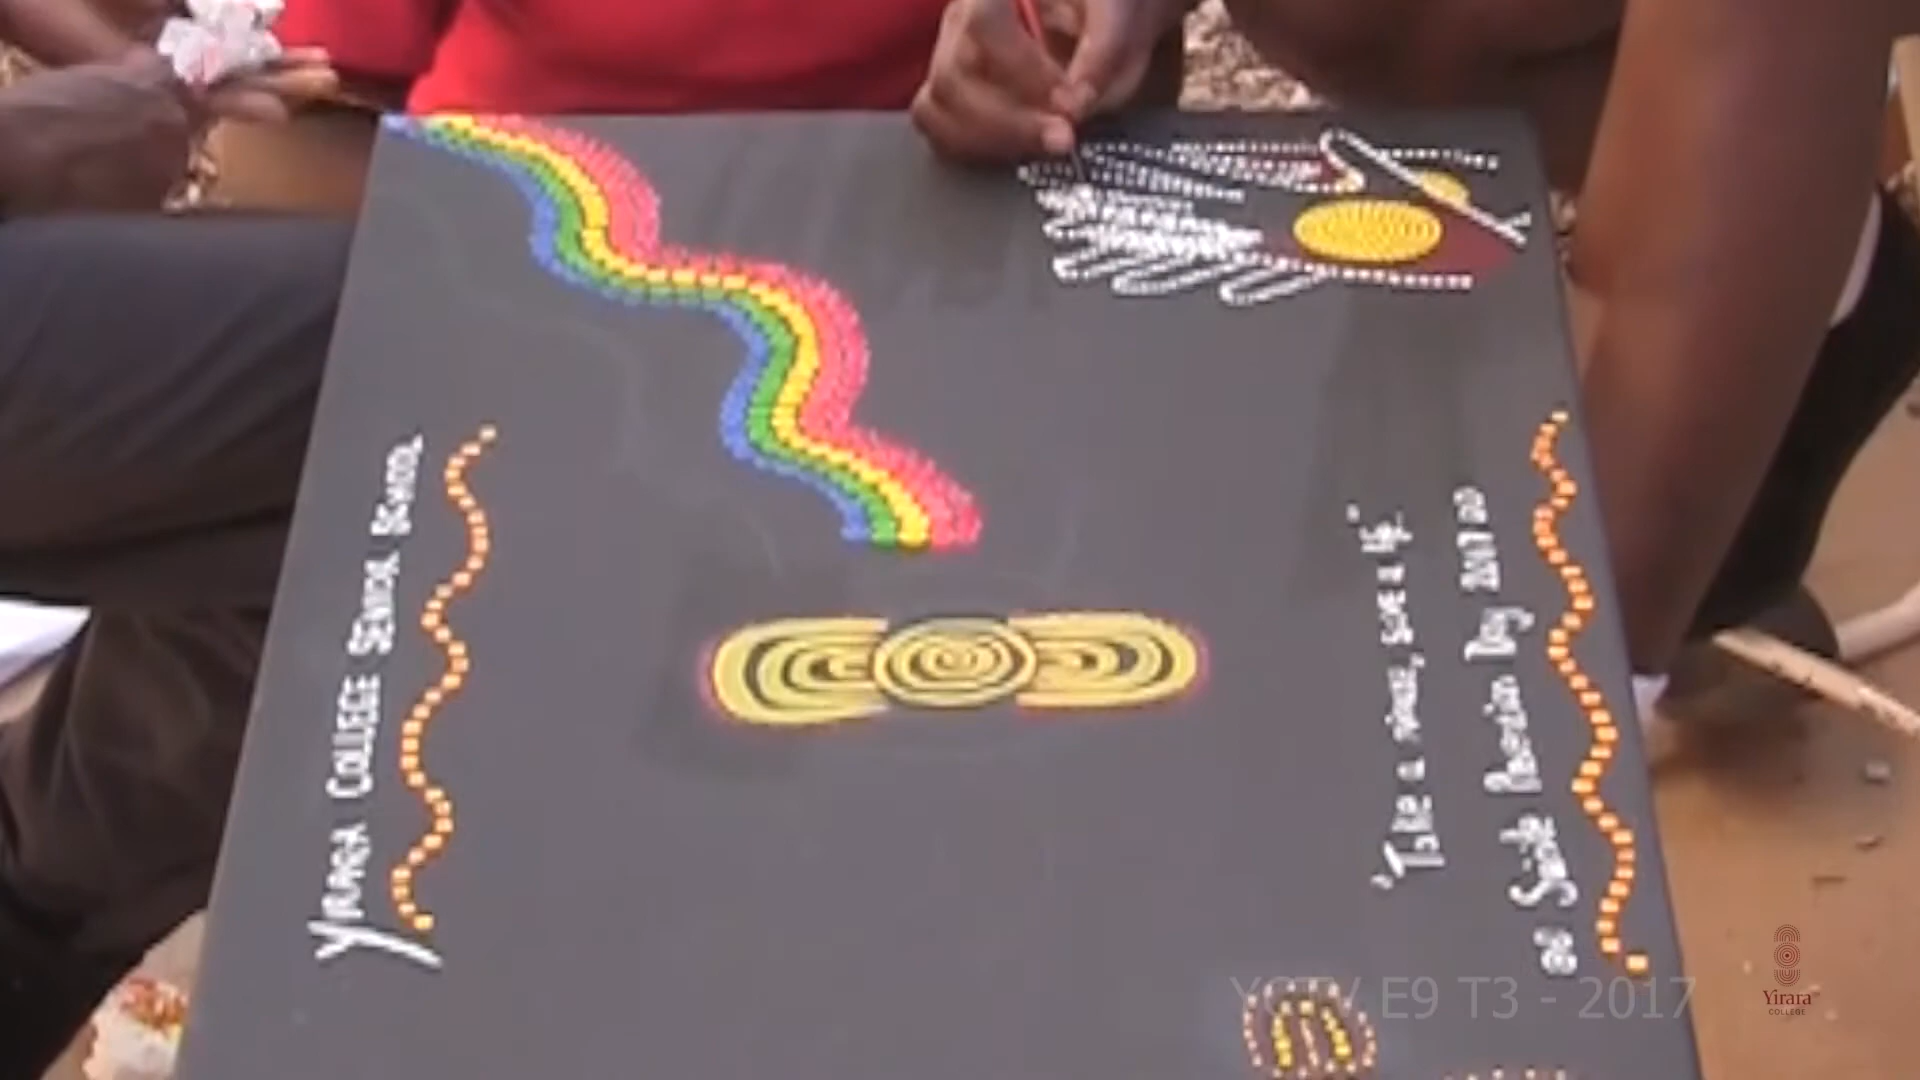 YIRARA COLLEGE SENIOR SCHOOL
"Take a minute, save a life"
Suicide Prevention Day 2017
YCTV E9 T3 - 2017
Yirara
COLLEGE